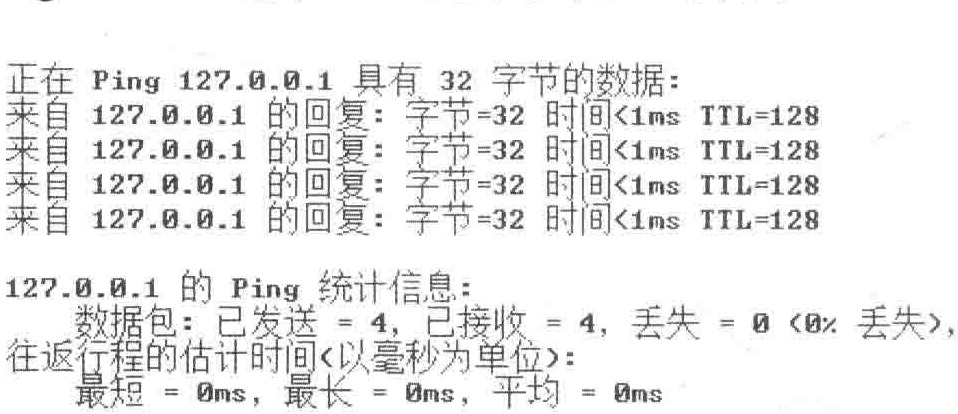 正在 Ping 127.0.0.1 具有 32 字节的数据:
来自 127.0.0.1 的回复: 字节=32 时间<1ms TTL=128
来自 127.0.0.1 的回复: 字节=32 时间<1ms TTL=128
来自 127.0.0.1 的回复: 字节=32 时间<1ms TTL=128
来自 127.0.0.1 的回复: 字节=32 时间<1ms TTL=128
127.0.0.1 的 Ping 统计信息:
数据包: 已发送 = 4, 已接收 = 4, 丢失 = 0 (0% 丢失),
往返行程的估计时间(以毫秒为单位):
最短 = 0ms, 最长 = 0ms, 平均 = 0ms